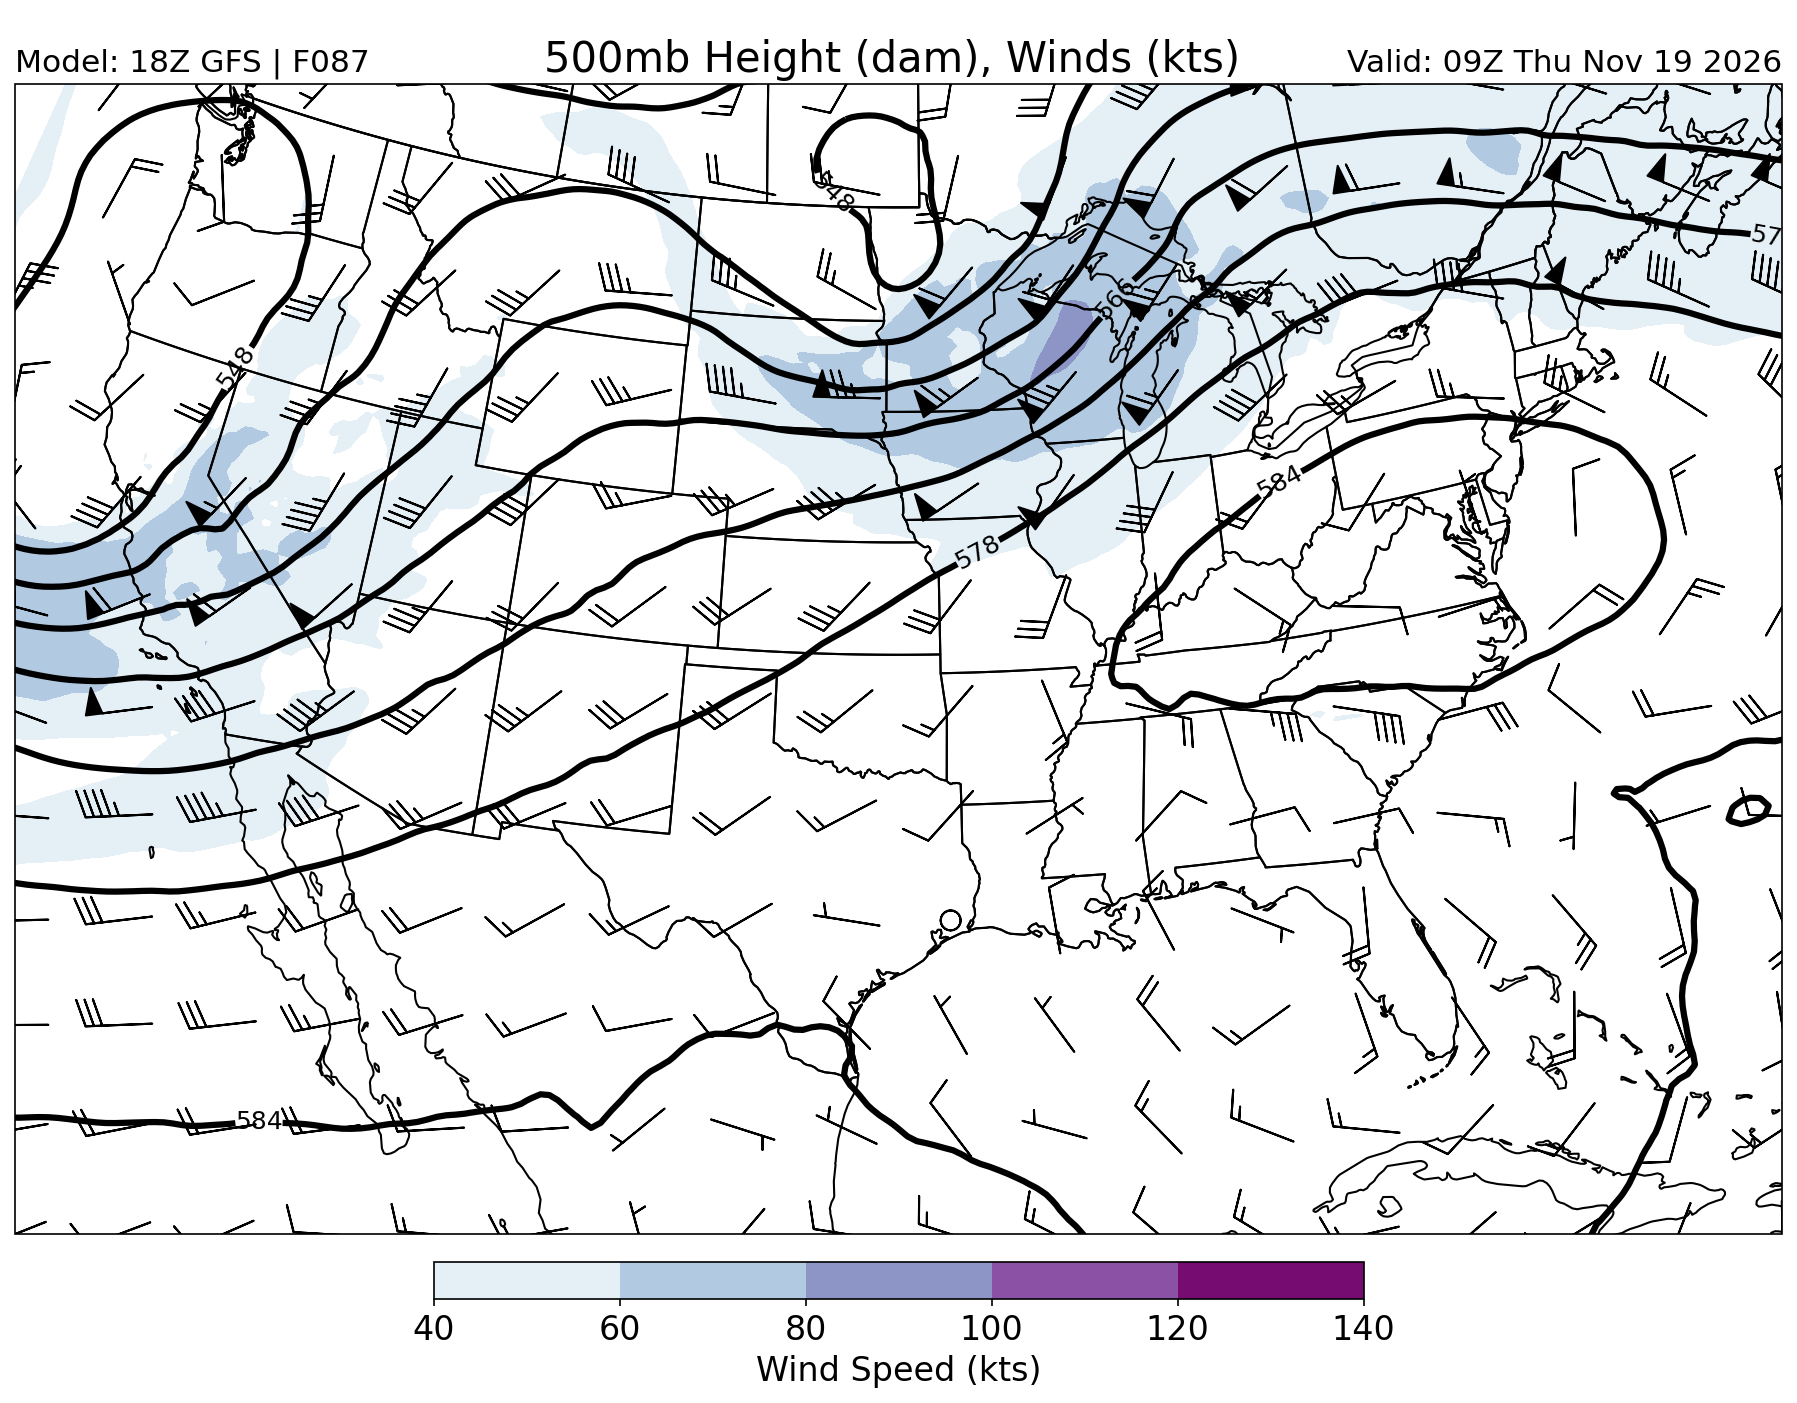 Model: 18Z GFS | F087
500mb Height (dam), Winds (kts)
Valid: 09Z Thu Nov 19 2026
548
57
566
548
584
578
584
40 60 80 100 120 140
Wind Speed (kts)